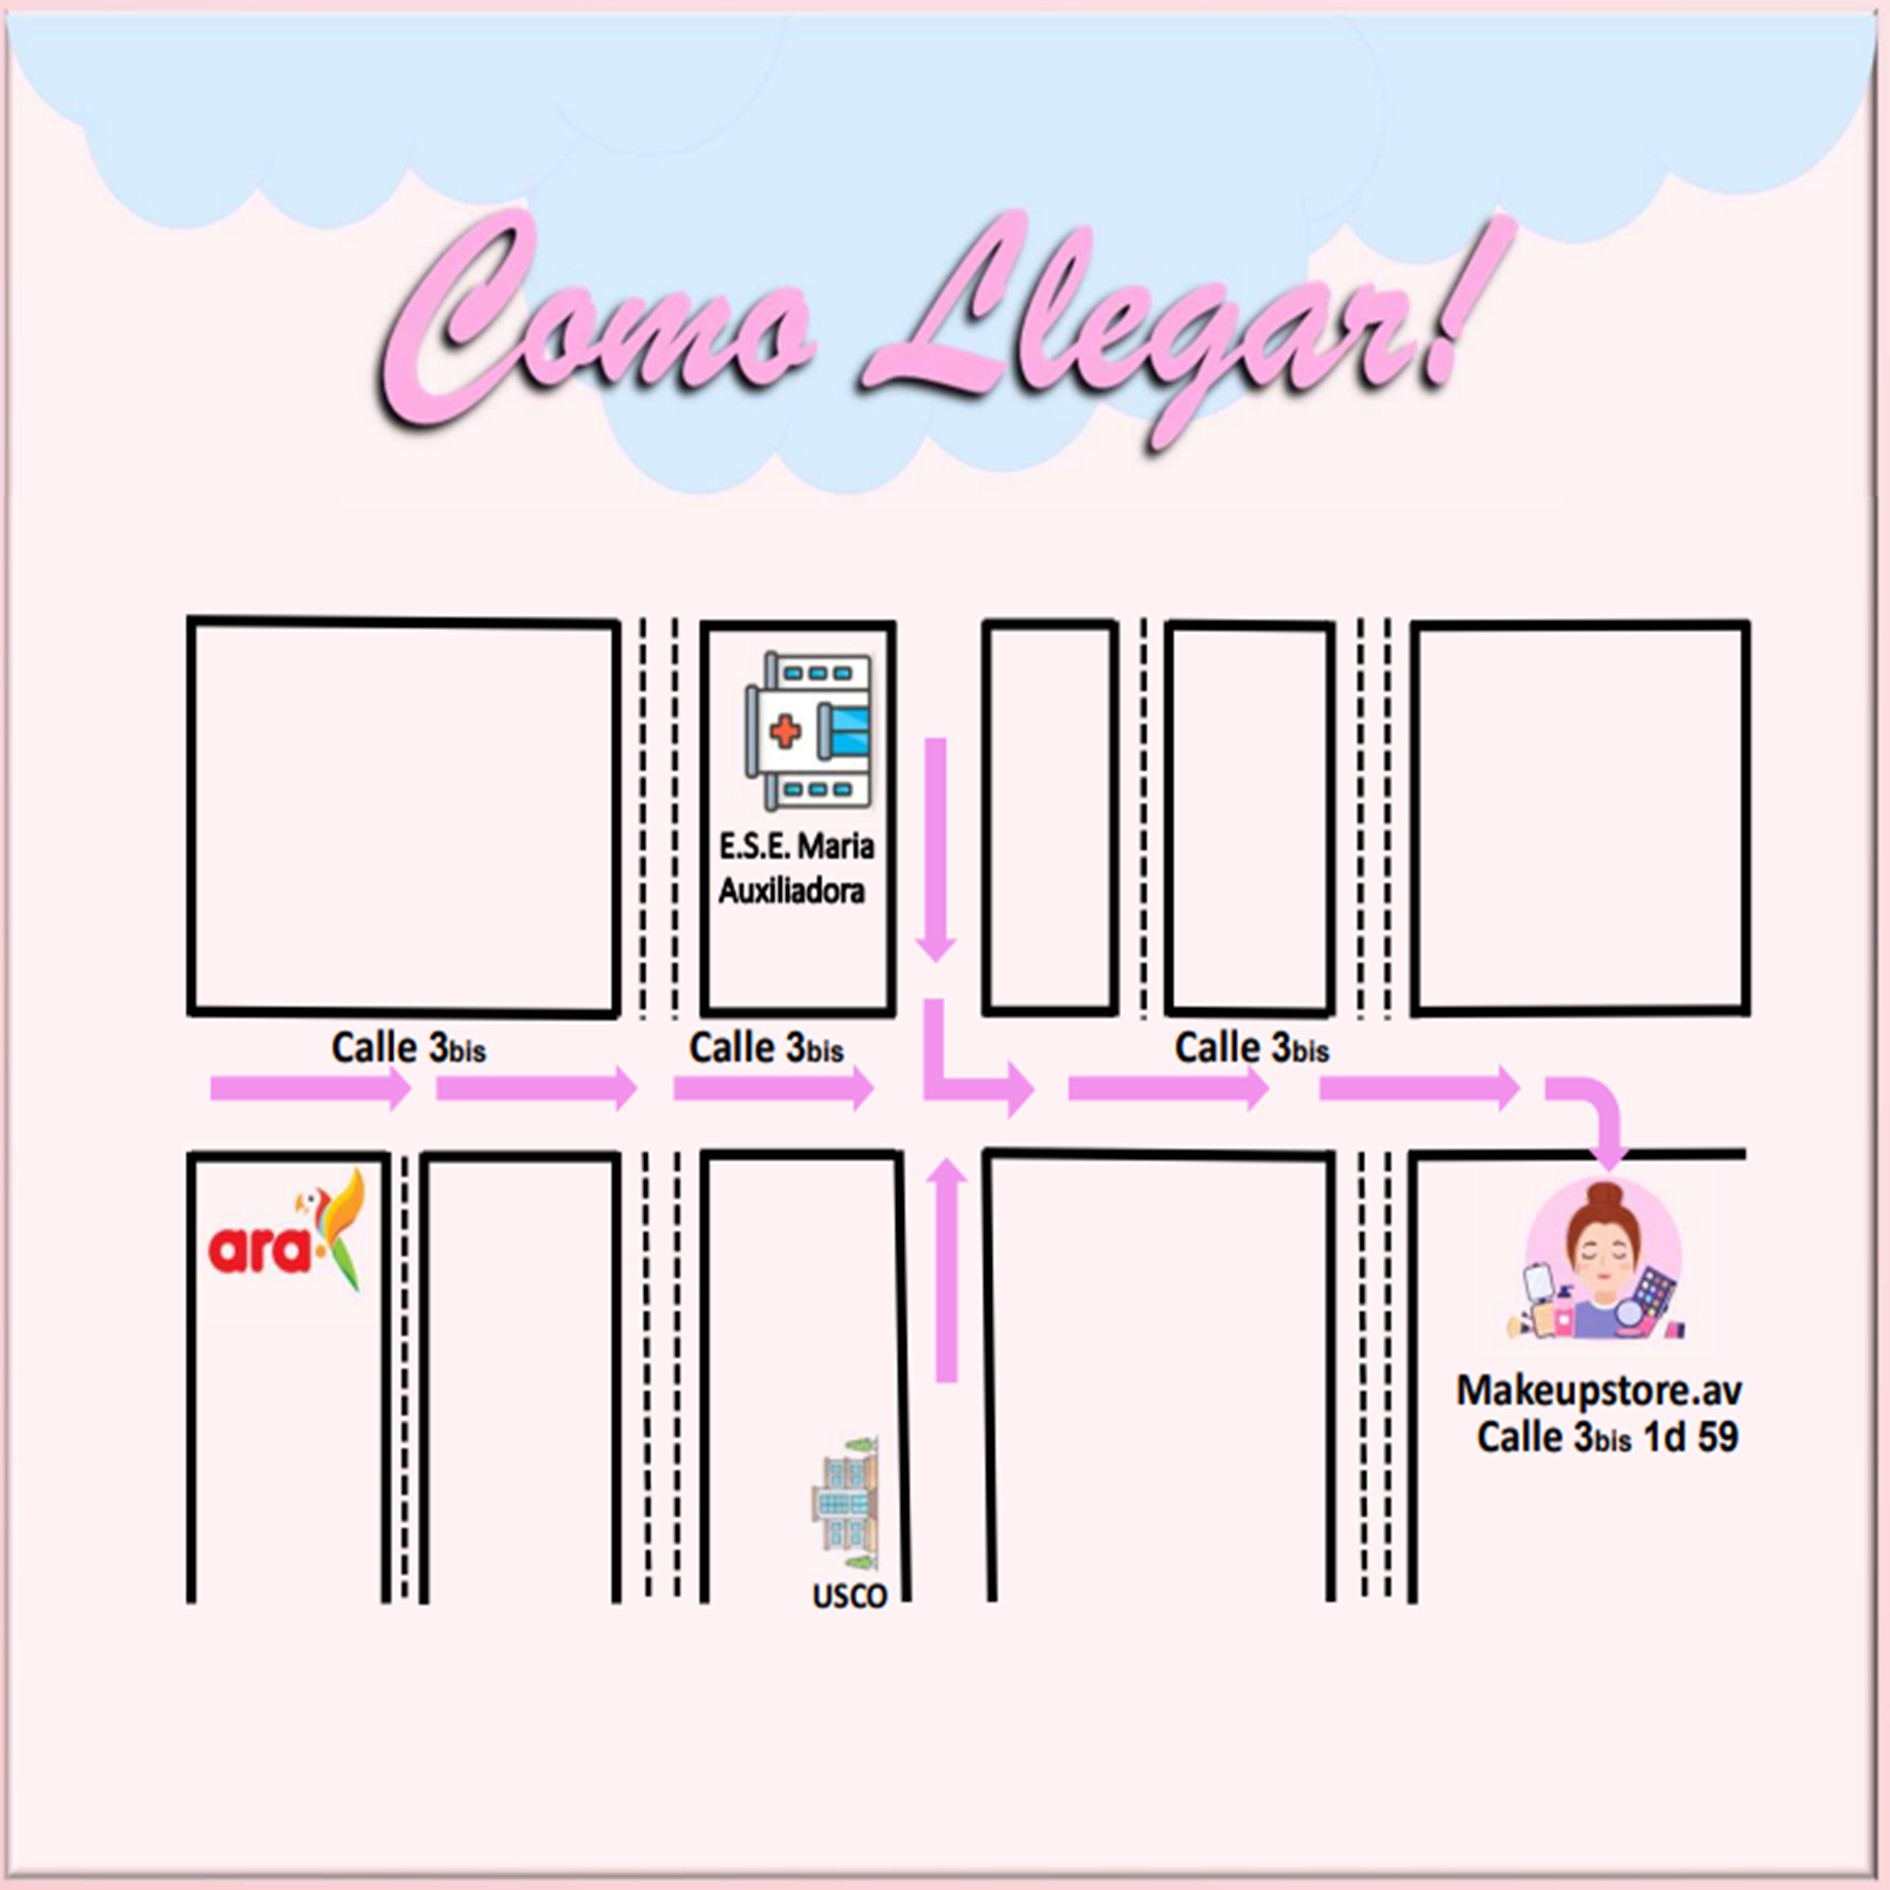 Como Llegar!
E.S.E. Maria
Auxiliadora
Calle 3bis
Calle 3bis
Calle 3bis
ara
Makeupstore.av
Calle 3bis 1d 59
USCO